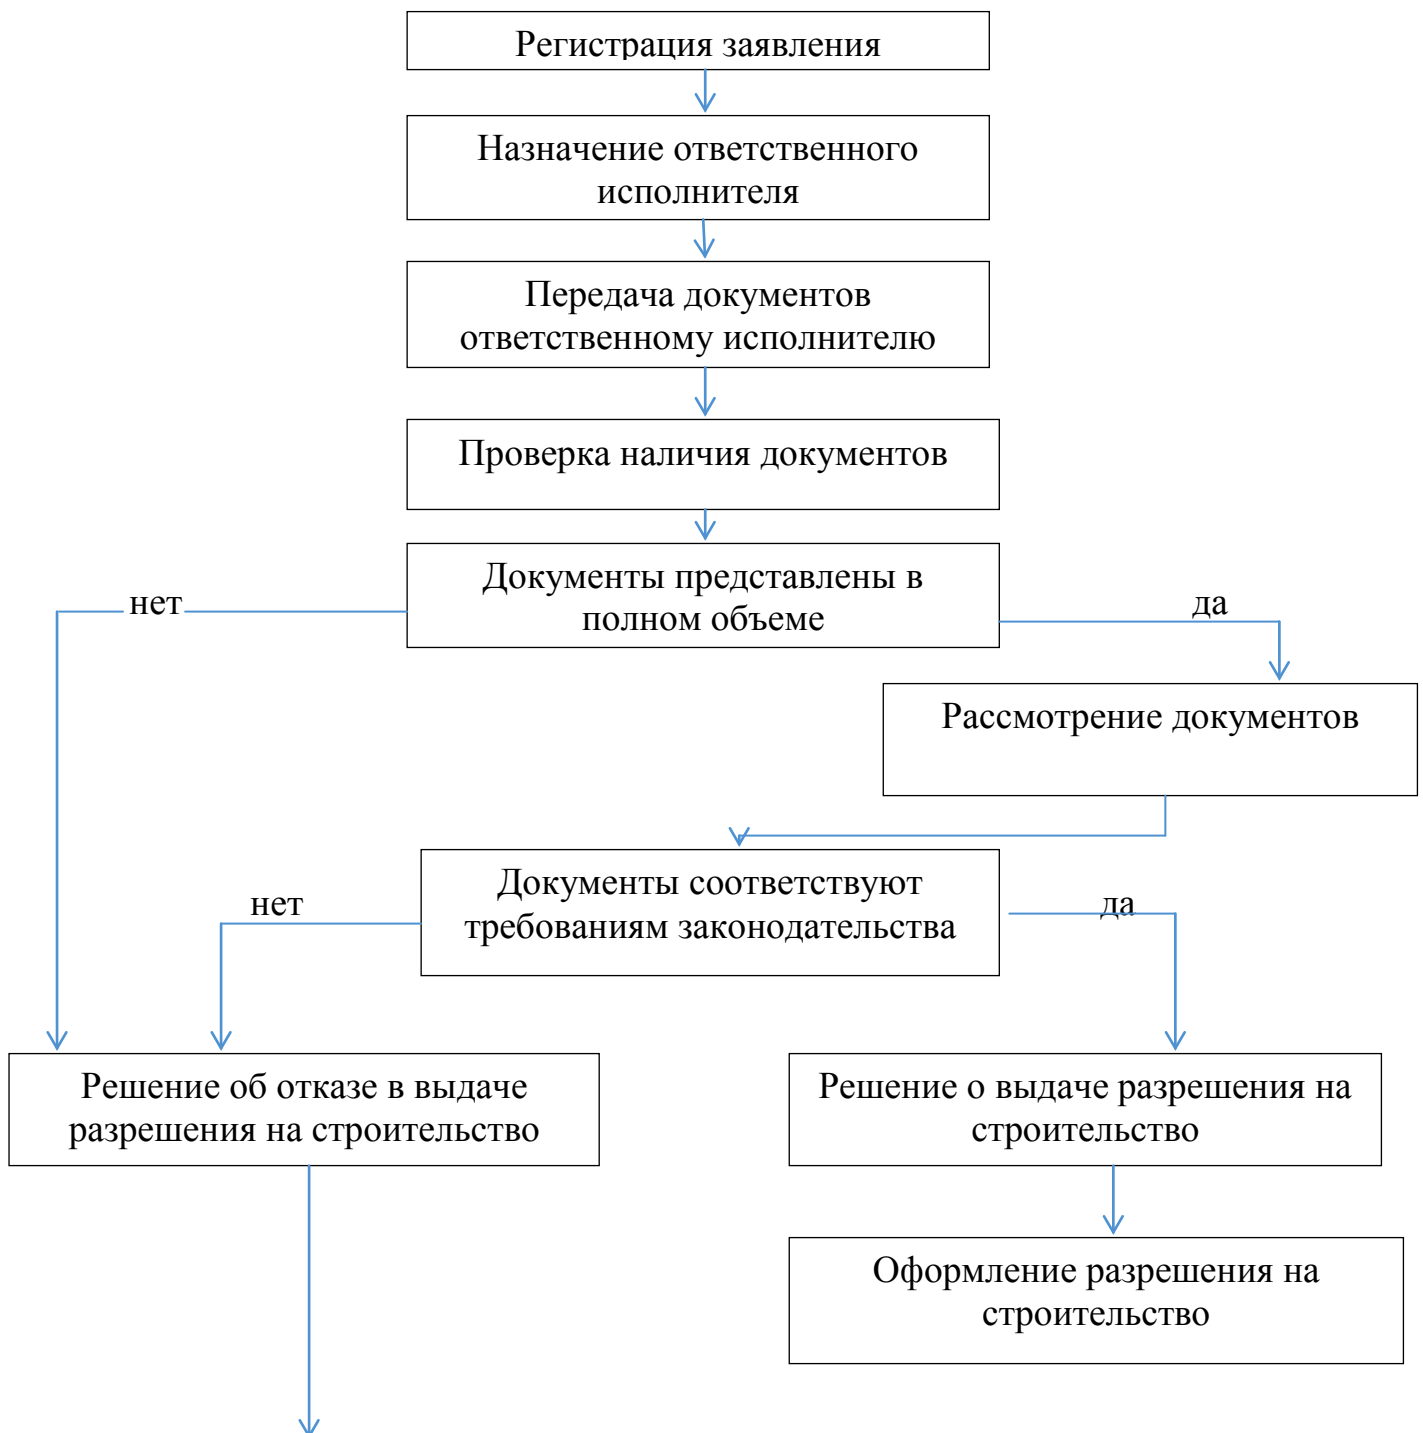 Регистрация заявления
Назначение ответственного
исполнителя
Передача документов
ответственному исполнителю
Проверка наличия документов
Документы представлены в
полном объеме
нет
да
Рассмотрение документов
Документы соответствуют
требованиям законодательства
нет
да
Решение об отказе в выдаче
разрешения на строительство
Решение о выдаче разрешения на
строительство
Оформление разрешения на
строительство